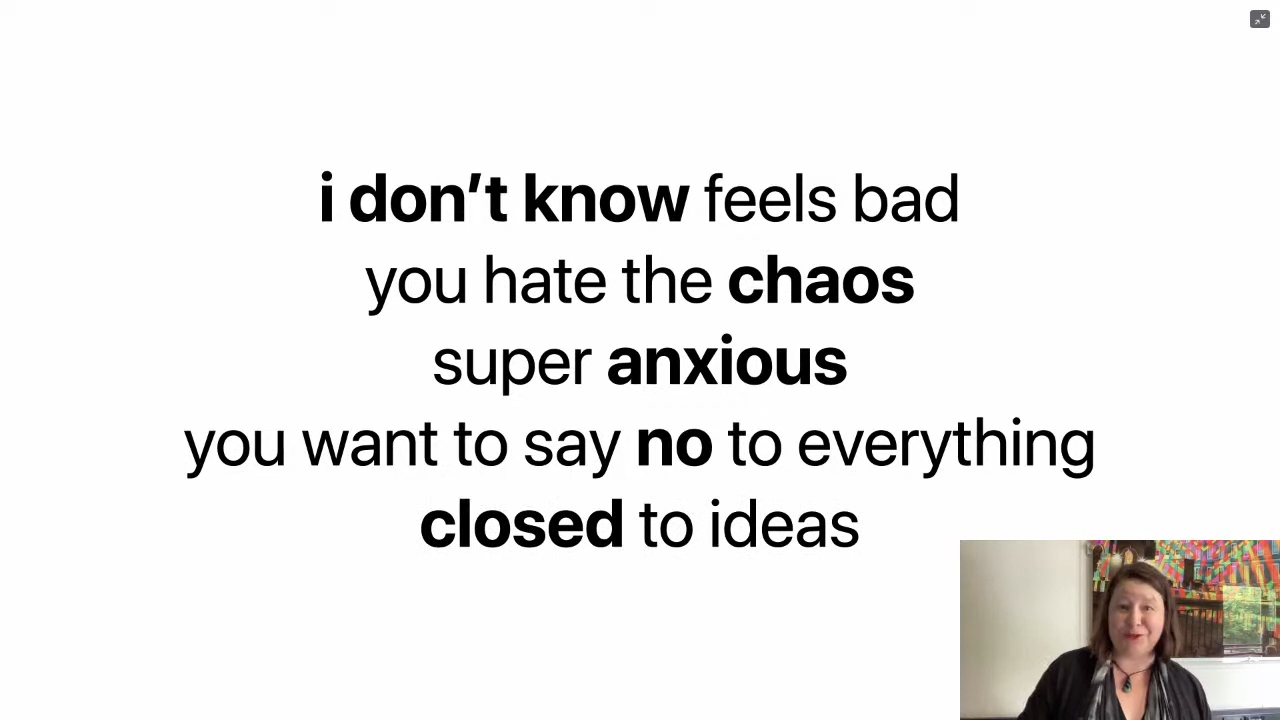 i don’t know feels bad
you hate the chaos
super anxious
you want to say no to everything
closed to ideas